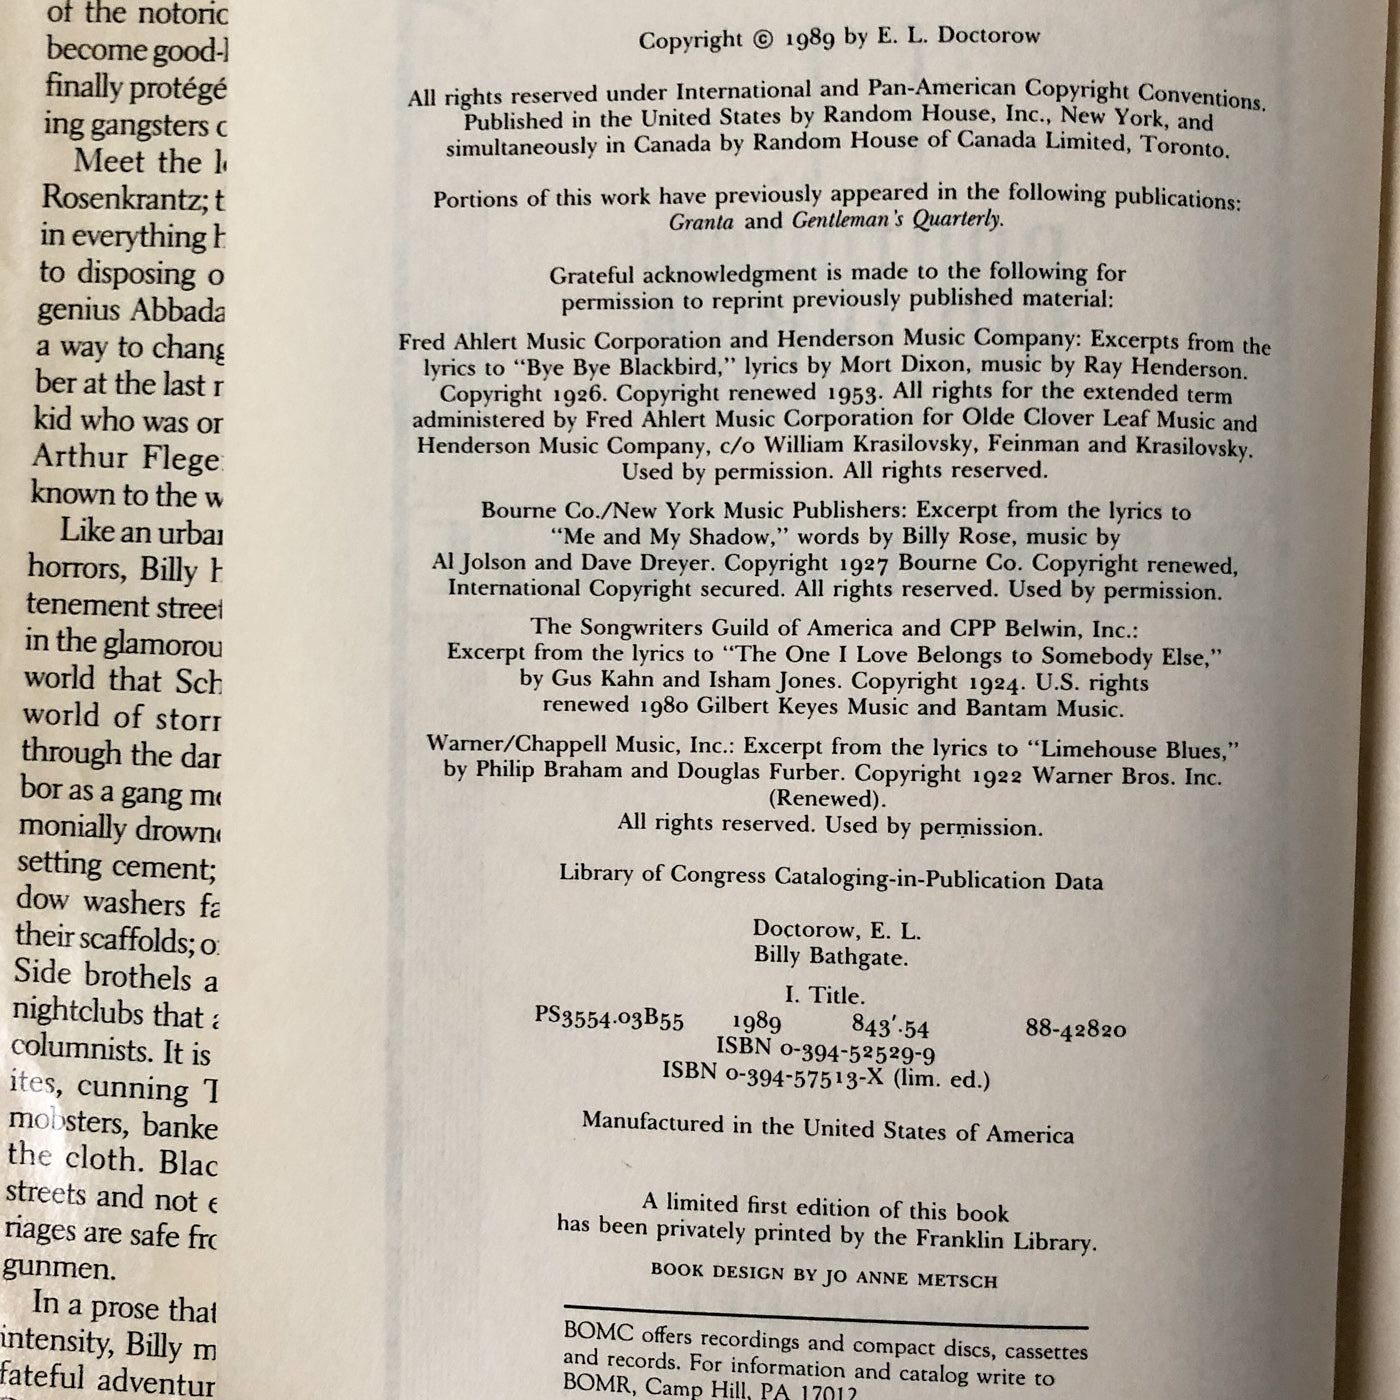 of the
become
finally protégé
ing gangsters
Meet the
Rosenkrantz;
in everything
to disposing
genius
a way to
ber at the last
kid who was
Arthur
known to the
Like an
horrors, Billy
tenement
in the
world that
world of
through the
bor as a gang
monially
setting cement;
dow washers
their scaffolds;
Side brothels
nightclubs that
columnists. It is
ites, cunning
mobsters,
the cloth.
streets and not
riages are safe
gunmen.
In a prose that
intensity, Billy
fateful
Copyright © 1989 by E. L. Doctorow
All rights reserved under International and Pan-American Copyright Conventions.
Published in the United States by Random House, Inc., New York, and
simultaneously in Canada by Random House of Canada Limited, Toronto.
Portions of this work have previously appeared in the following publications:
Granta and Gentleman's Quarterly.
Grateful acknowledgment is made to the following for
permission to reprint previously published material:
Fred Ahlert Music Corporation and Henderson Music Company: Excerpts from the
lyrics to “Bye Bye Blackbird,” lyrics by Mort Dixon, music by Ray Henderson.
Copyright 1926. Copyright renewed 1953. All rights for the extended term
administered by Fred Ahlert Music Corporation for Olde Clover Leaf Music and
Henderson Music Company, c/o William Krasilovsky, Feinman and Krasilovsky.
Used by permission. All rights reserved.
Bourne Co./New York Music Publishers: Excerpt from the lyrics to
“Me and My Shadow,” words by Billy Rose, music by
Al Jolson and Dave Dreyer. Copyright 1927 Bourne Co. Copyright renewed,
International Copyright secured. All rights reserved. Used by permission.
The Songwriters Guild of America and CPP Belwin, Inc.:
Excerpt from the lyrics to “The One I Love Belongs to Somebody Else,”
by Gus Kahn and Isham Jones. Copyright 1924. U.S. rights
renewed 1980 Gilbert Keyes Music and Bantam Music.
Warner/Chappell Music, Inc.: Excerpt from the lyrics to “Limehouse Blues,”
by Philip Braham and Douglas Furber. Copyright 1922 Warner Bros. Inc.
(Renewed).
All rights reserved. Used by permission.
Library of Congress Cataloging-in-Publication Data
Doctorow, E. L.
Billy Bathgate.
I. Title.
PS3554.03B55 1989 843'.54 88-42820
ISBN 0-394-52529-9
ISBN 0-394-57513-X (lim. ed.)
Manufactured in the United States of America
A limited first edition of this book
has been privately printed by the Franklin Library.
BOOK DESIGN BY JO ANNE METSCH
BOMC offers recordings and compact discs, cassettes
and records. For information and catalog write to
BOMR, Camp Hill, PA 17012